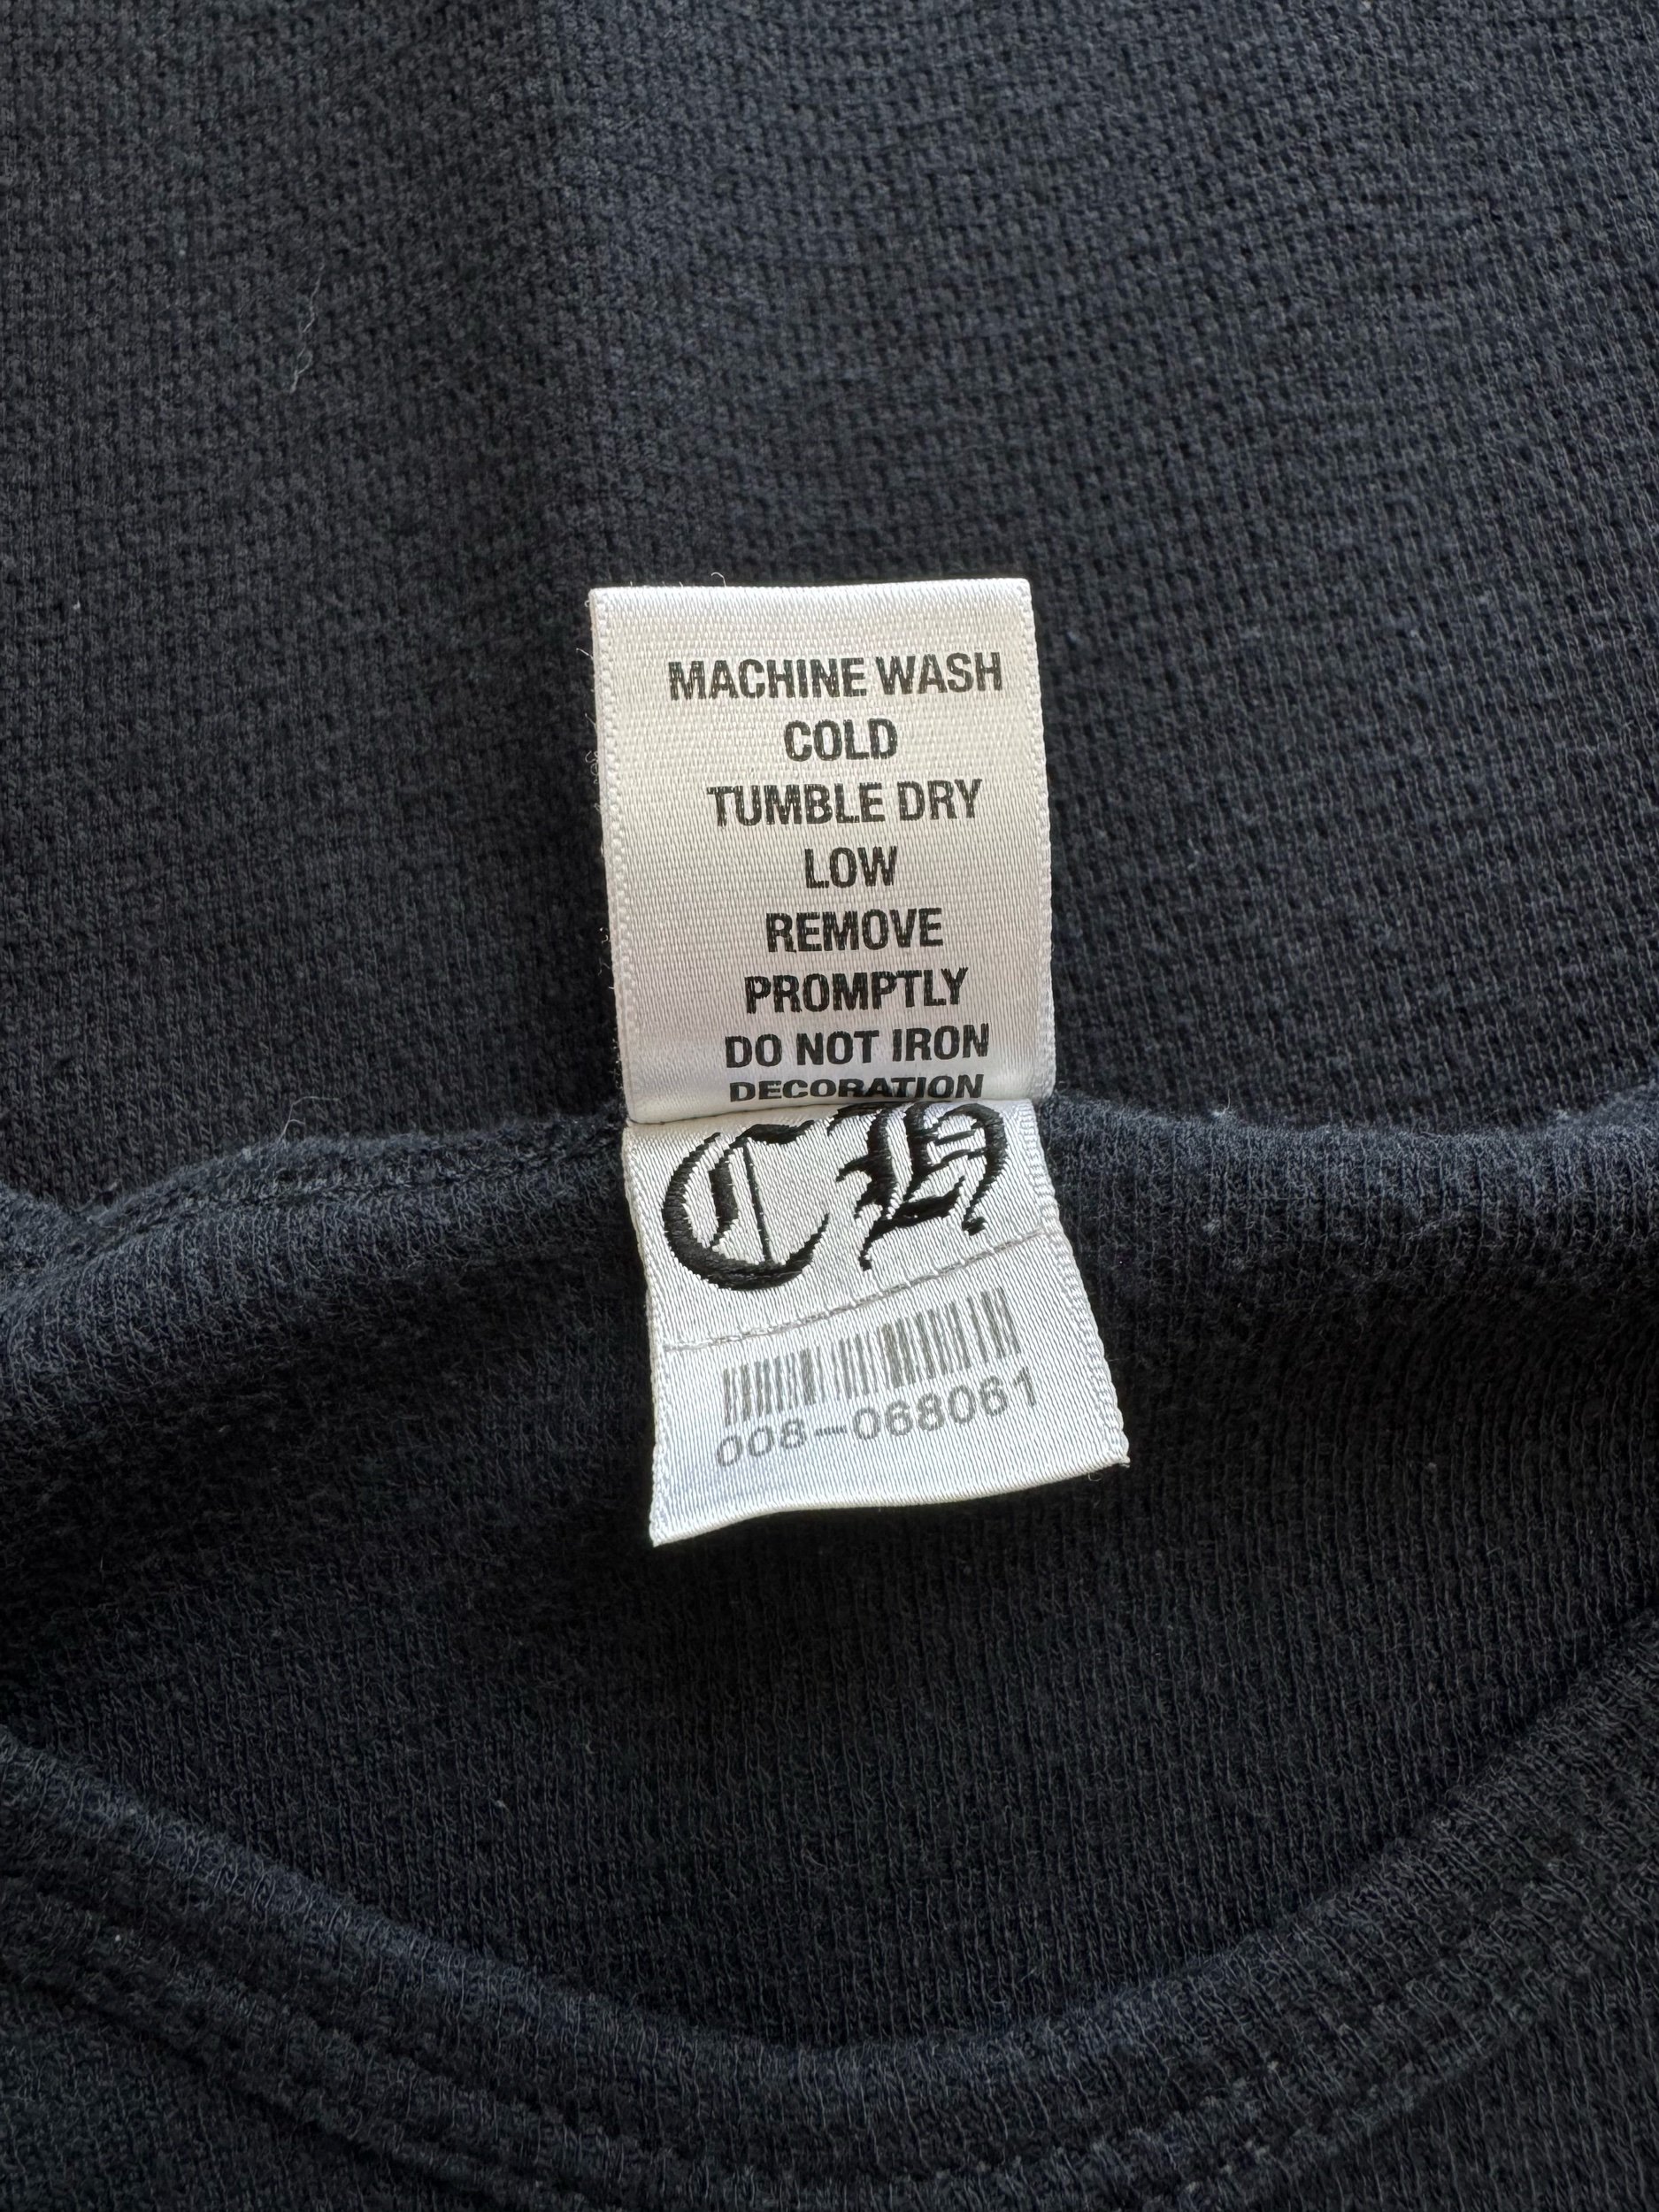 MACHINE WASH
COLD
TUMBLE DRY
LOW
REMOVE
PROMPTLY
DO NOT IRON
DECORATION
CH
008-068061